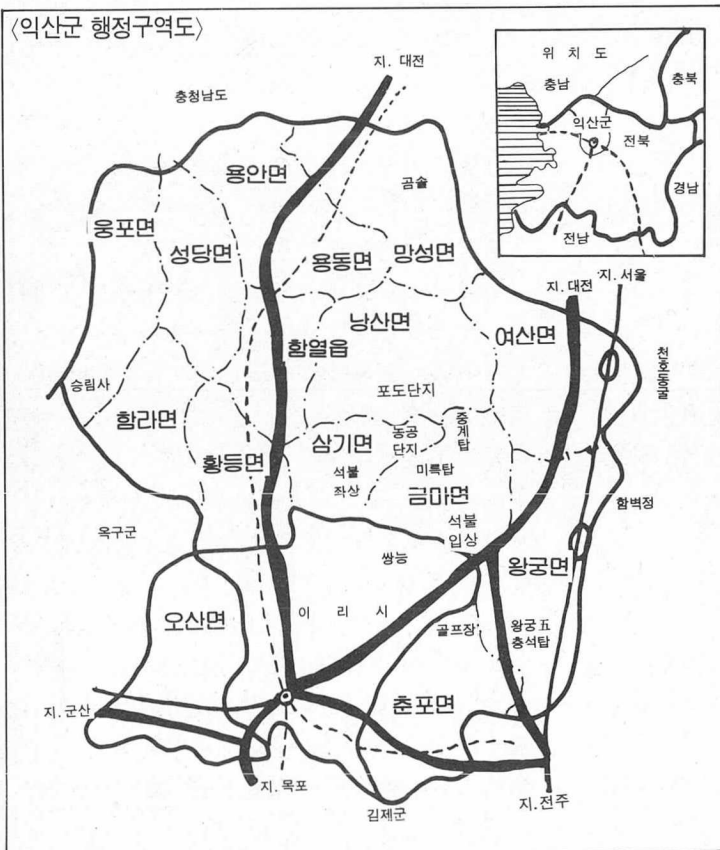 〈익산군 행정구역도〉
지. 대전
충청남도
위 치 도
충남
충북
익산군
전북
경남
전남
용안면
곰솔
웅포면
성당면
용동면
망성면
지. 대전
지. 서울
낭산면
함열읍
여산면
천호동굴
승림사
포도단지
함라면
삼기면
농공
단지
중계탑
황등면
석불
좌상
미륵탑
금마면
옥구군
석불
입상
함벽정
쌍능
왕궁면
이 리 시
오산면
골프장
왕궁五
층석탑
춘포면
지. 군산
지. 목포
김제군
지. 전주